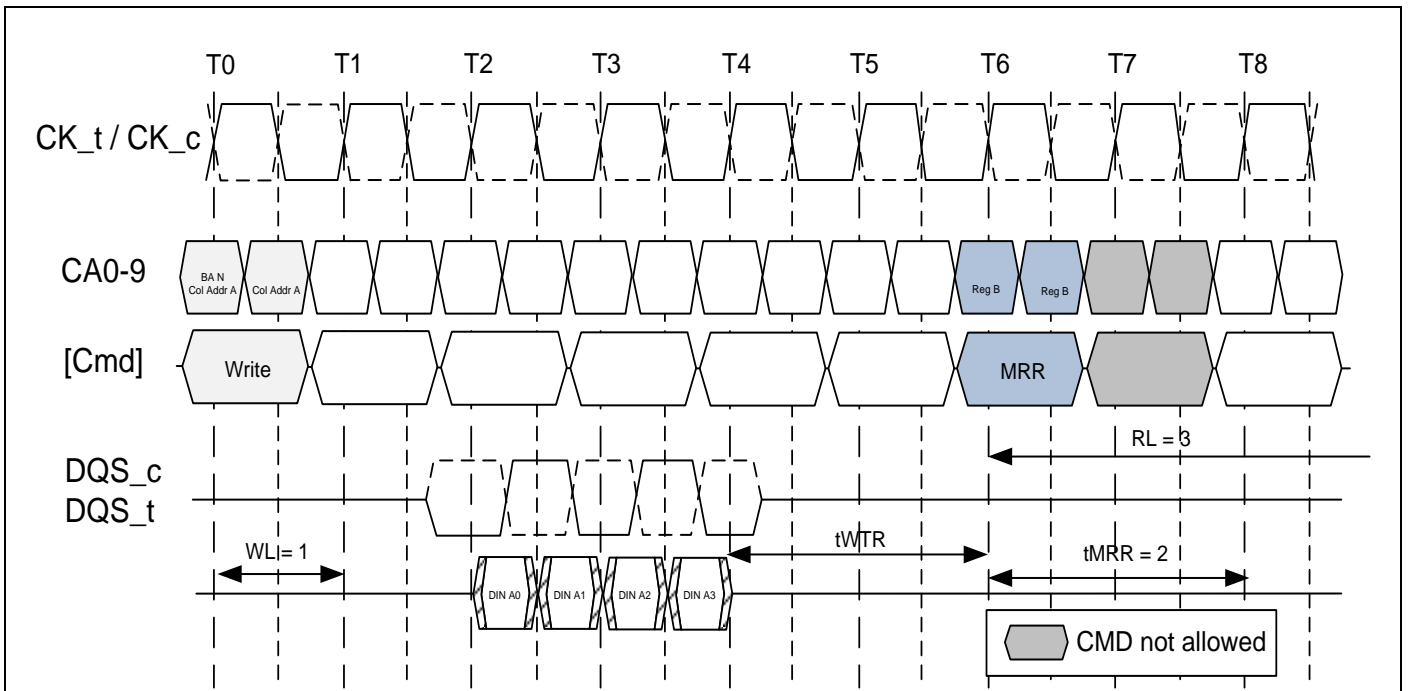 T0 T1 T2 T3 T4 T5 T6 T7 T8
CK_t / CK_c
CA0-9
BA N
Col Addr A
Col Addr A
Reg B
Reg B
[Cmd]
Write
MRR
RL = 3
DQS_c
DQS_t
WL = 1
tWTR
tMRR = 2
DIN A0
DIN A1
DIN A2
DIN A3
CMD not allowed